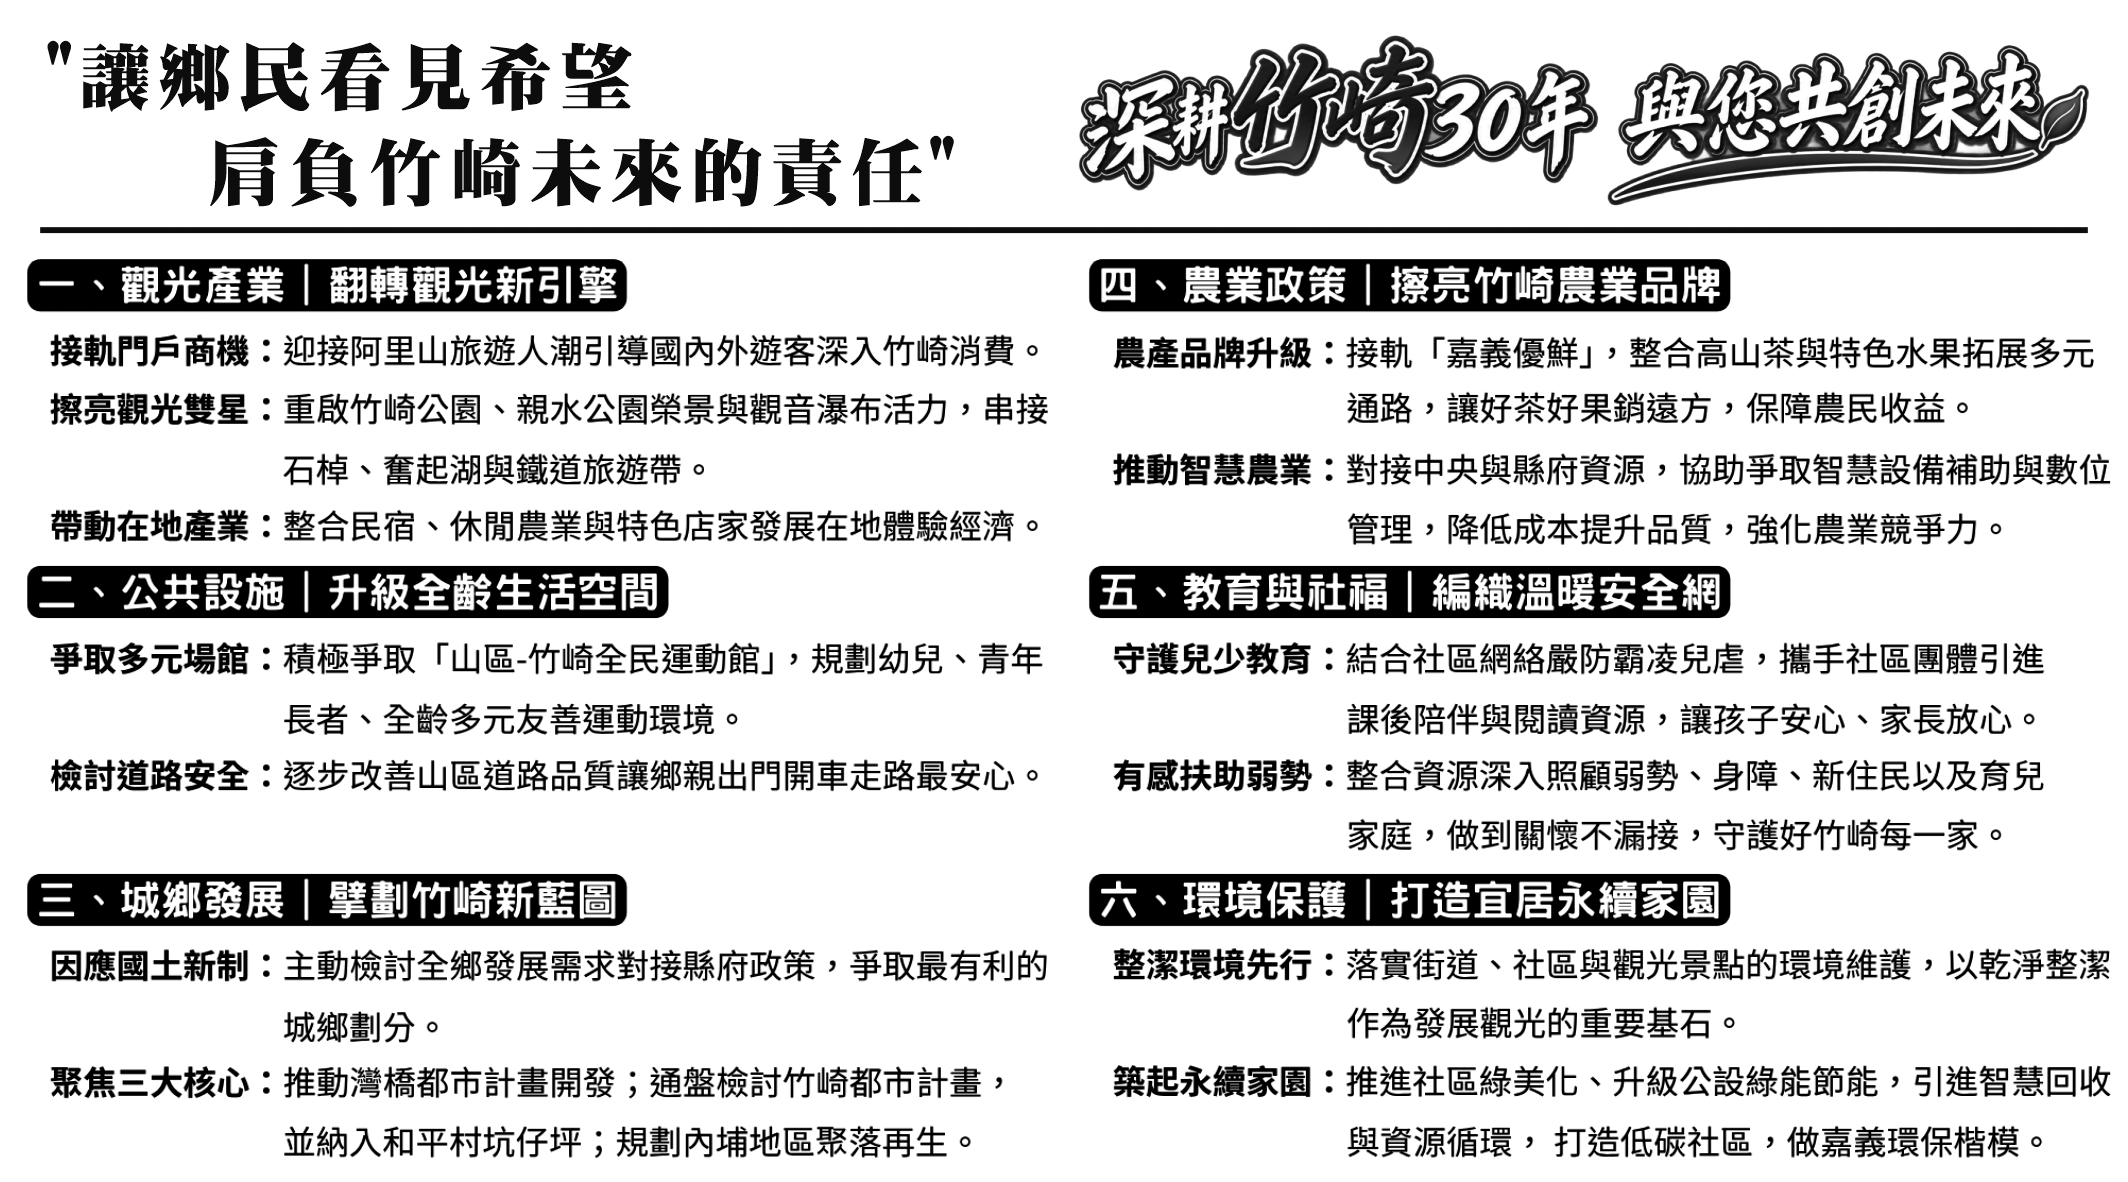 "讓鄉民看見希望
肩負竹崎未來的責任"
深耕竹崎30年 與您共創未來
一、觀光產業｜翻轉觀光新引擎
接軌門戶商機：迎接阿里山旅遊人潮引導國內外遊客深入竹崎消費。
擦亮觀光雙星：重啟竹崎公園、親水公園榮景與觀音瀑布活力，串接
石棹、奮起湖與鐵道旅遊帶。
帶動在地產業：整合民宿、休閒農業與特色店家發展在地體驗經濟。
二、公共設施｜升級全齡生活空間
爭取多元場館：積極爭取「山區-竹崎全民運動館」，規劃幼兒、青年
長者、全齡多元友善運動環境。
檢討道路安全：逐步改善山區道路品質讓鄉親出門開車走路最安心。
三、城鄉發展｜擘劃竹崎新藍圖
因應國土新制：主動檢討全鄉發展需求對接縣府政策，爭取最有利的
城鄉劃分。
聚焦三大核心：推動灣橋都市計畫開發；通盤檢討竹崎都市計畫，
並納入和平村坑仔坪；規劃內埔地區聚落再生。
四、農業政策｜擦亮竹崎農業品牌
農產品牌升級：接軌「嘉義優鮮」，整合高山茶與特色水果拓展多元
通路，讓好茶好果銷遠方，保障農民收益。
推動智慧農業：對接中央與縣府資源，協助爭取智慧設備補助與數位
管理，降低成本提升品質，強化農業競爭力。
五、教育與社福｜編織溫暖安全網
守護兒少教育：結合社區網絡嚴防霸凌兒虐，攜手社區團體引進
課後陪伴與閱讀資源，讓孩子安心、家長放心。
有感扶助弱勢：整合資源深入照顧弱勢、身障、新住民以及育兒
家庭，做到關懷不漏接，守護好竹崎每一家。
六、環境保護｜打造宜居永續家園
整潔環境先行：落實街道、社區與觀光景點的環境維護，以乾淨整潔
作為發展觀光的重要基石。
築起永續家園：推進社區綠美化、升級公設綠能節能，引進智慧回收
與資源循環， 打造低碳社區，做嘉義環保楷模。